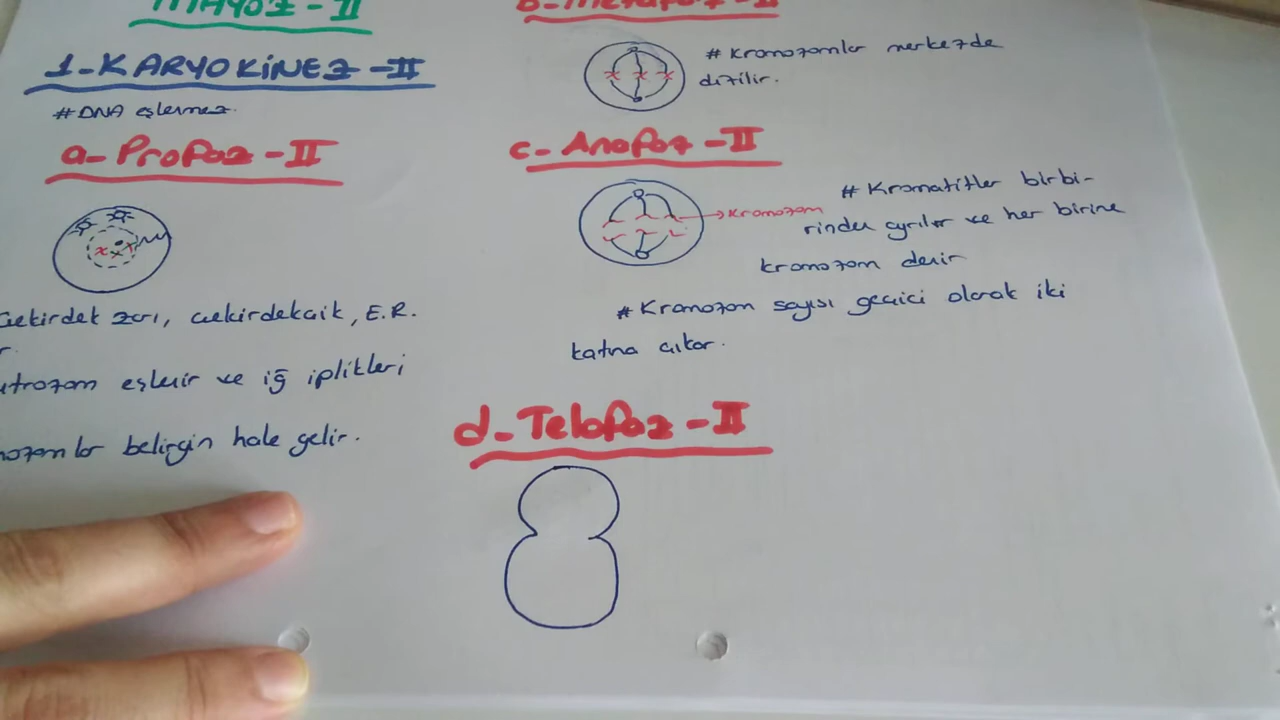 MAYOZ - II
1-KARYOKİNEZ-II
# DNA eşlenmez.
a- Profaz - II
Çekirdek zarı, çekirdekçik, E.R.
r.
ntrozom eşlenir ve iğ iplikleri
mozomlar belirgin hale gelir.
b- Metafaz - II
# Kromozomlar merkezde
dizilir.
c- Anafaz - II
→ Kromozom
# Kromatitler birbi-
rinden ayrılır ve her birine
kromozom denir
# Kromozom sayısı geçici olarak iki
katına çıkar.
d- Telofaz - II